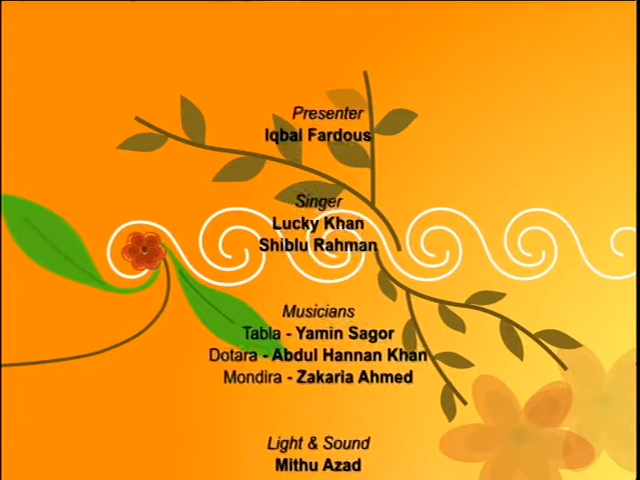 Presenter
Iqbal Fardous
Singer
Lucky Khan
Shiblu Rahman
Musicians
Tabla - Yamin Sagor
Dotara - Abdul Hannan Khan
Mondira - Zakaria Ahmed
Light & Sound
Mithu Azad